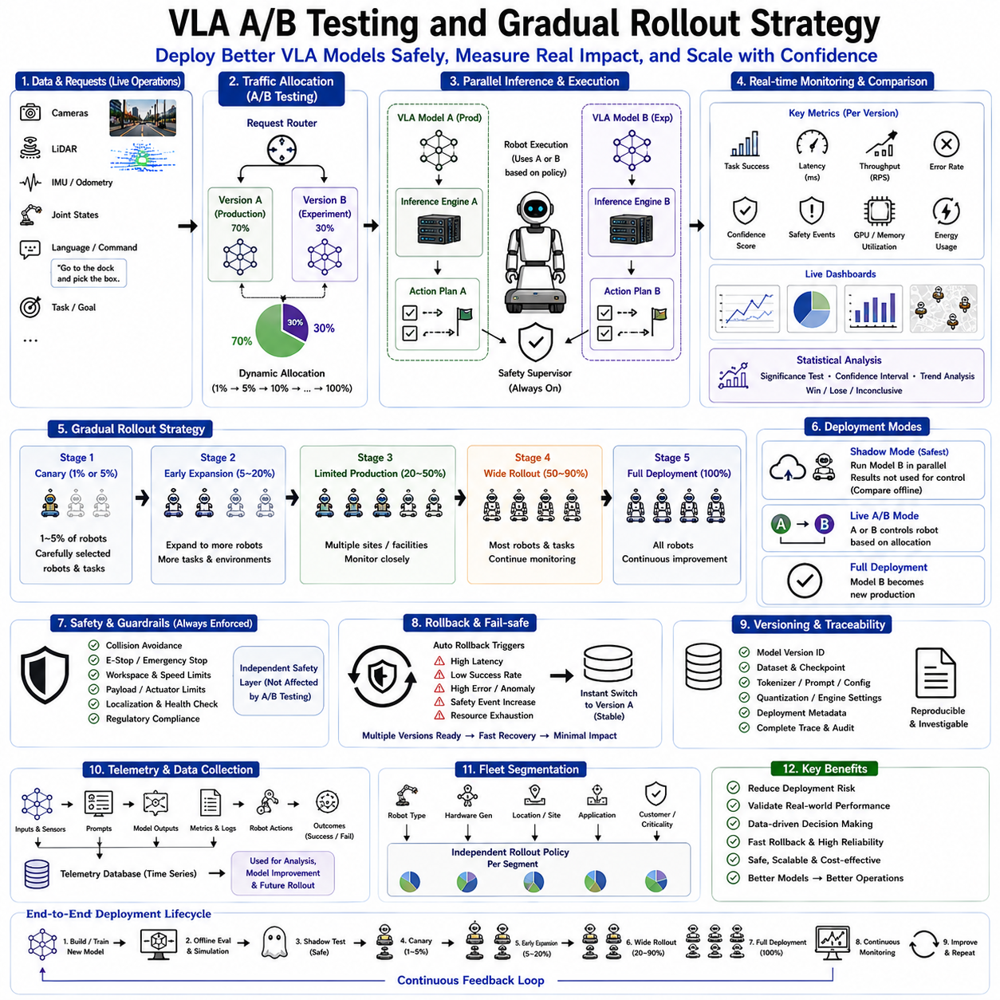 VLA A/B Testing and Gradual Rollout Strategy
Deploy Better VLA Models Safely, Measure Real Impact, and Scale with Confidence
1. Data & Requests (Live Operations)
Cameras
LiDAR
IMU / Odometry
Joint States
Language / Command
"Go to the dock
and pick the box.
Task / Goal
...
2. Traffic Allocation
(A/B Testing)
Request Router
Version A
(Production)
70%
Version B
(Experiment)
30%
30%
30%
70%
Dynamic Allocation
(1% → 5% → 10% → ... → 100%)
3. Parallel Inference & Execution
VLA Model A (Prod)
Inference Engine A
Action Plan A
Robot Execution
(Uses A or B
based on policy)
VLA Model B (Exp)
Inference Engine B
Action Plan B
Safety Supervisor
(Always On)
4. Real-time Monitoring & Comparison
Key Metrics (Per Version)
Task Success
Latency
(ms)
Throughput
(RPS)
Error Rate
Confidence
Score
Safety Events
GPU / Memory
Utilization
Energy
Usage
Live Dashboards
Statistical Analysis
Significance Test • Confidence Interval • Trend Analysis
Win / Lose / Inconclusive
5. Gradual Rollout Strategy
Stage 1
Canary (1% or 5%)
1~5% of robots
Carefully selected
robots & tasks
Stage 2
Early Expansion (5~20%)
Expand to more robots
More tasks & environments
Stage 3
Limited Production (20~50%)
Multiple sites / facilities
Monitor closely
Stage 4
Wide Rollout (50~90%)
Most robots & tasks
Continue monitoring
Stage 5
Full Deployment (100%)
All robots
Continuous improvement
6. Deployment Modes
Shadow Mode (Safest)
Run Model B in parallel
Results not used for control
(Compare offline)
A → B
Live A/B Mode
A or B controls robot
based on allocation
Full Deployment
Model B becomes
new production
7. Safety & Guardrails (Always Enforced)
Collision Avoidance
E-Stop / Emergency Stop
Workspace & Speed Limits
Payload / Actuator Limits
Localization & Health Check
Regulatory Compliance
Independent Safety
Layer (Not Affected
by A/B Testing)
8. Rollback & Fail-safe
Auto Rollback Triggers
High Latency
Low Success Rate
High Error / Anomaly
Safety Event Increase
Resource Exhaustion
Instant Switch
to Version A
(Stable)
Multiple Versions Ready → Fast Recovery → Minimal Impact
9. Versioning & Traceability
Model Version ID
Dataset & Checkpoint
Tokenizer / Prompt / Config
Quantization / Engine Settings
Deployment Metadata
Complete Trace & Audit
Reproducible
& Investigable
10. Telemetry & Data Collection
Inputs & Sensors
Prompts
Model Outputs
Metrics & Logs
Robot Actions
Outcomes
(Success / Fail)
Telemetry Database (Time Series)
Used for Analysis,
Model Improvement
& Future Rollout
11. Fleet Segmentation
Robot Type
Hardware Gen
Location / Site
Application
Customer /
Criticality
Independent Rollout Policy
Per Segment
12. Key Benefits
Reduce Deployment Risk
Validate Real-world Performance
Data-driven Decision Making
Fast Rollback & High Reliability
Safe, Scalable & Cost-effective
Better Models → Better Operations
End-to-End Deployment Lifecycle
1. Build / Train
New Model
2. Offline Eval
& Simulation
3. Shadow Test
(Safe)
4. Canary
(1~5%)
5. Early Expansion
(5~20%)
6. Wide Rollout
(20~90%)
7. Full Deployment
(100%)
8. Continuous
Monitoring
9. Improve
& Repeat
Continuous Feedback Loop